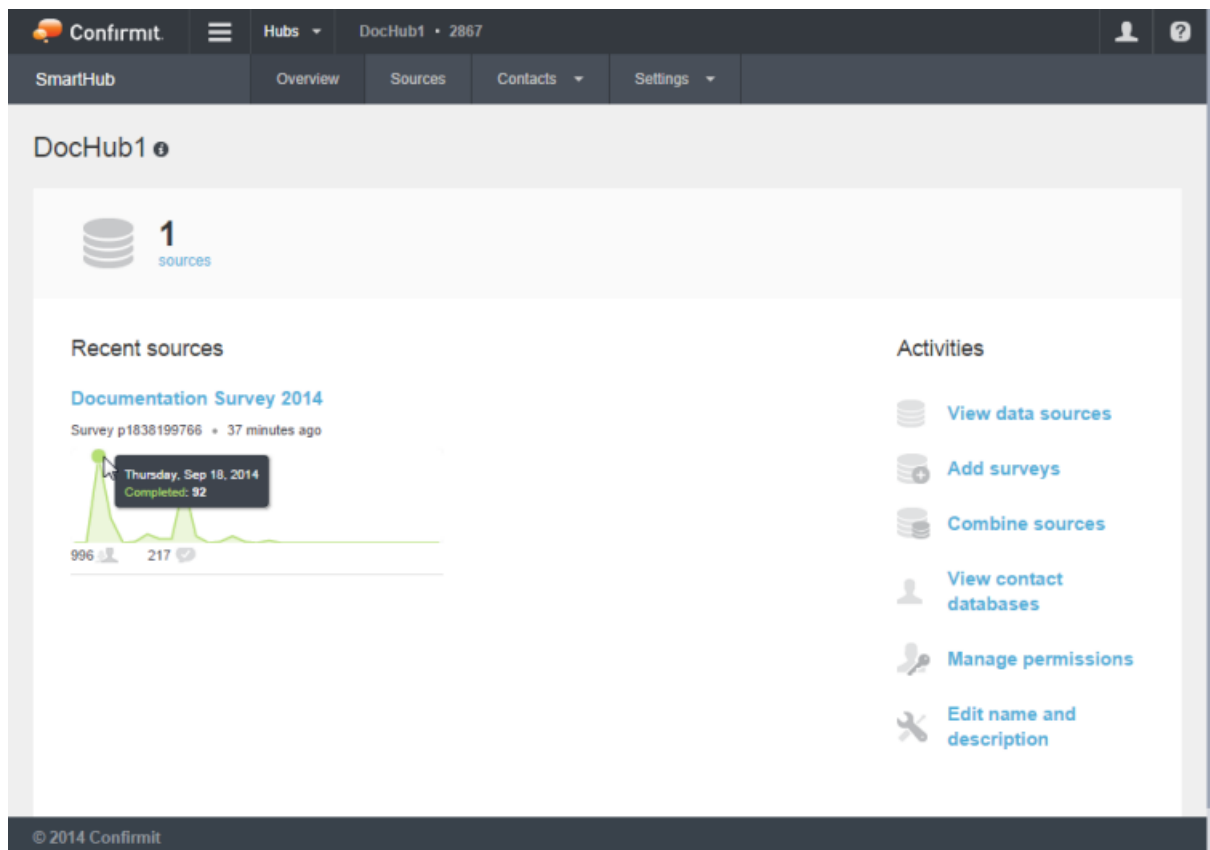 Confirmit. Hubs DocHub1 • 2867
SmartHub Overview Sources Contacts Settings
DocHub1
1
sources
Recent sources
Documentation Survey 2014
Survey p1838199766 • 37 minutes ago
Thursday, Sep 18, 2014
Completed: 92
996 217
Activities
View data sources
Add surveys
Combine sources
View contact
databases
Manage permissions
Edit name and
description
© 2014 Confirmit